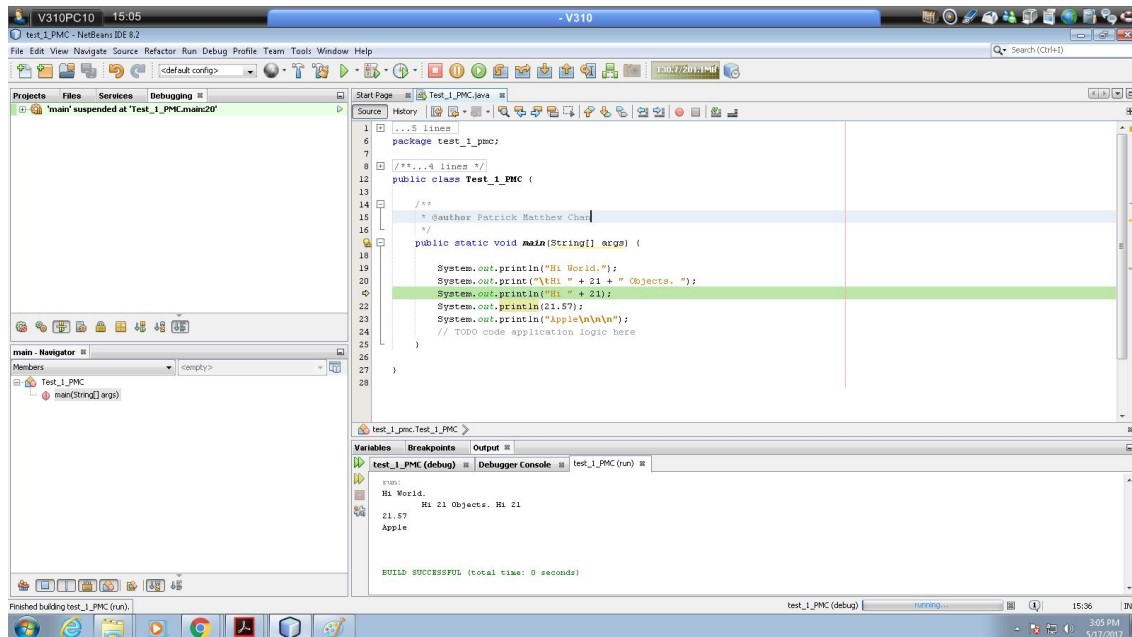 V310PC10 15:05 - V310
test_1_PMC - NetBeans IDE 8.2
File Edit View Navigate Source Refactor Run Debug Profile Team Tools Window Help
Search (Ctrl+I)
<default config>
Projects Files Services Debugging
'main' suspended at 'Test_1_PMC.main:20'
Start Page Test_1_PMC.java
Source History
1 ...5 lines
6 package test_1_pmc;
7
8 /**...4 lines */
12 public class Test_1_PMC {
13
14 /**
15 * @author Patrick Matthew Chan
16 */
public static void main(String[] args) {
18
19 System.out.println("Hi World.");
20 System.out.print("\tHi " + 21 + " Objects. ");
System.out.println("Hi " + 21);
22 System.out.println(21.57);
23 System.out.println("Apple\n\n\n");
24 // TODO code application logic here
25 }
26
27 }
28
main - Navigator
Members <empty>
Test_1_PMC
main(String[] args)
test_1_pmc.Test_1_PMC
Variables Breakpoints Output
test_1_PMC (debug) Debugger Console test_1_PMC (run)
run:
Hi World.
Hi 21 Objects. Hi 21
21.57
Apple
BUILD SUCCESSFUL (total time: 0 seconds)
Finished building test_1_PMC (run).
test_1_PMC (debug) running... 15:36 IN
3:05 PM
5/17/2017